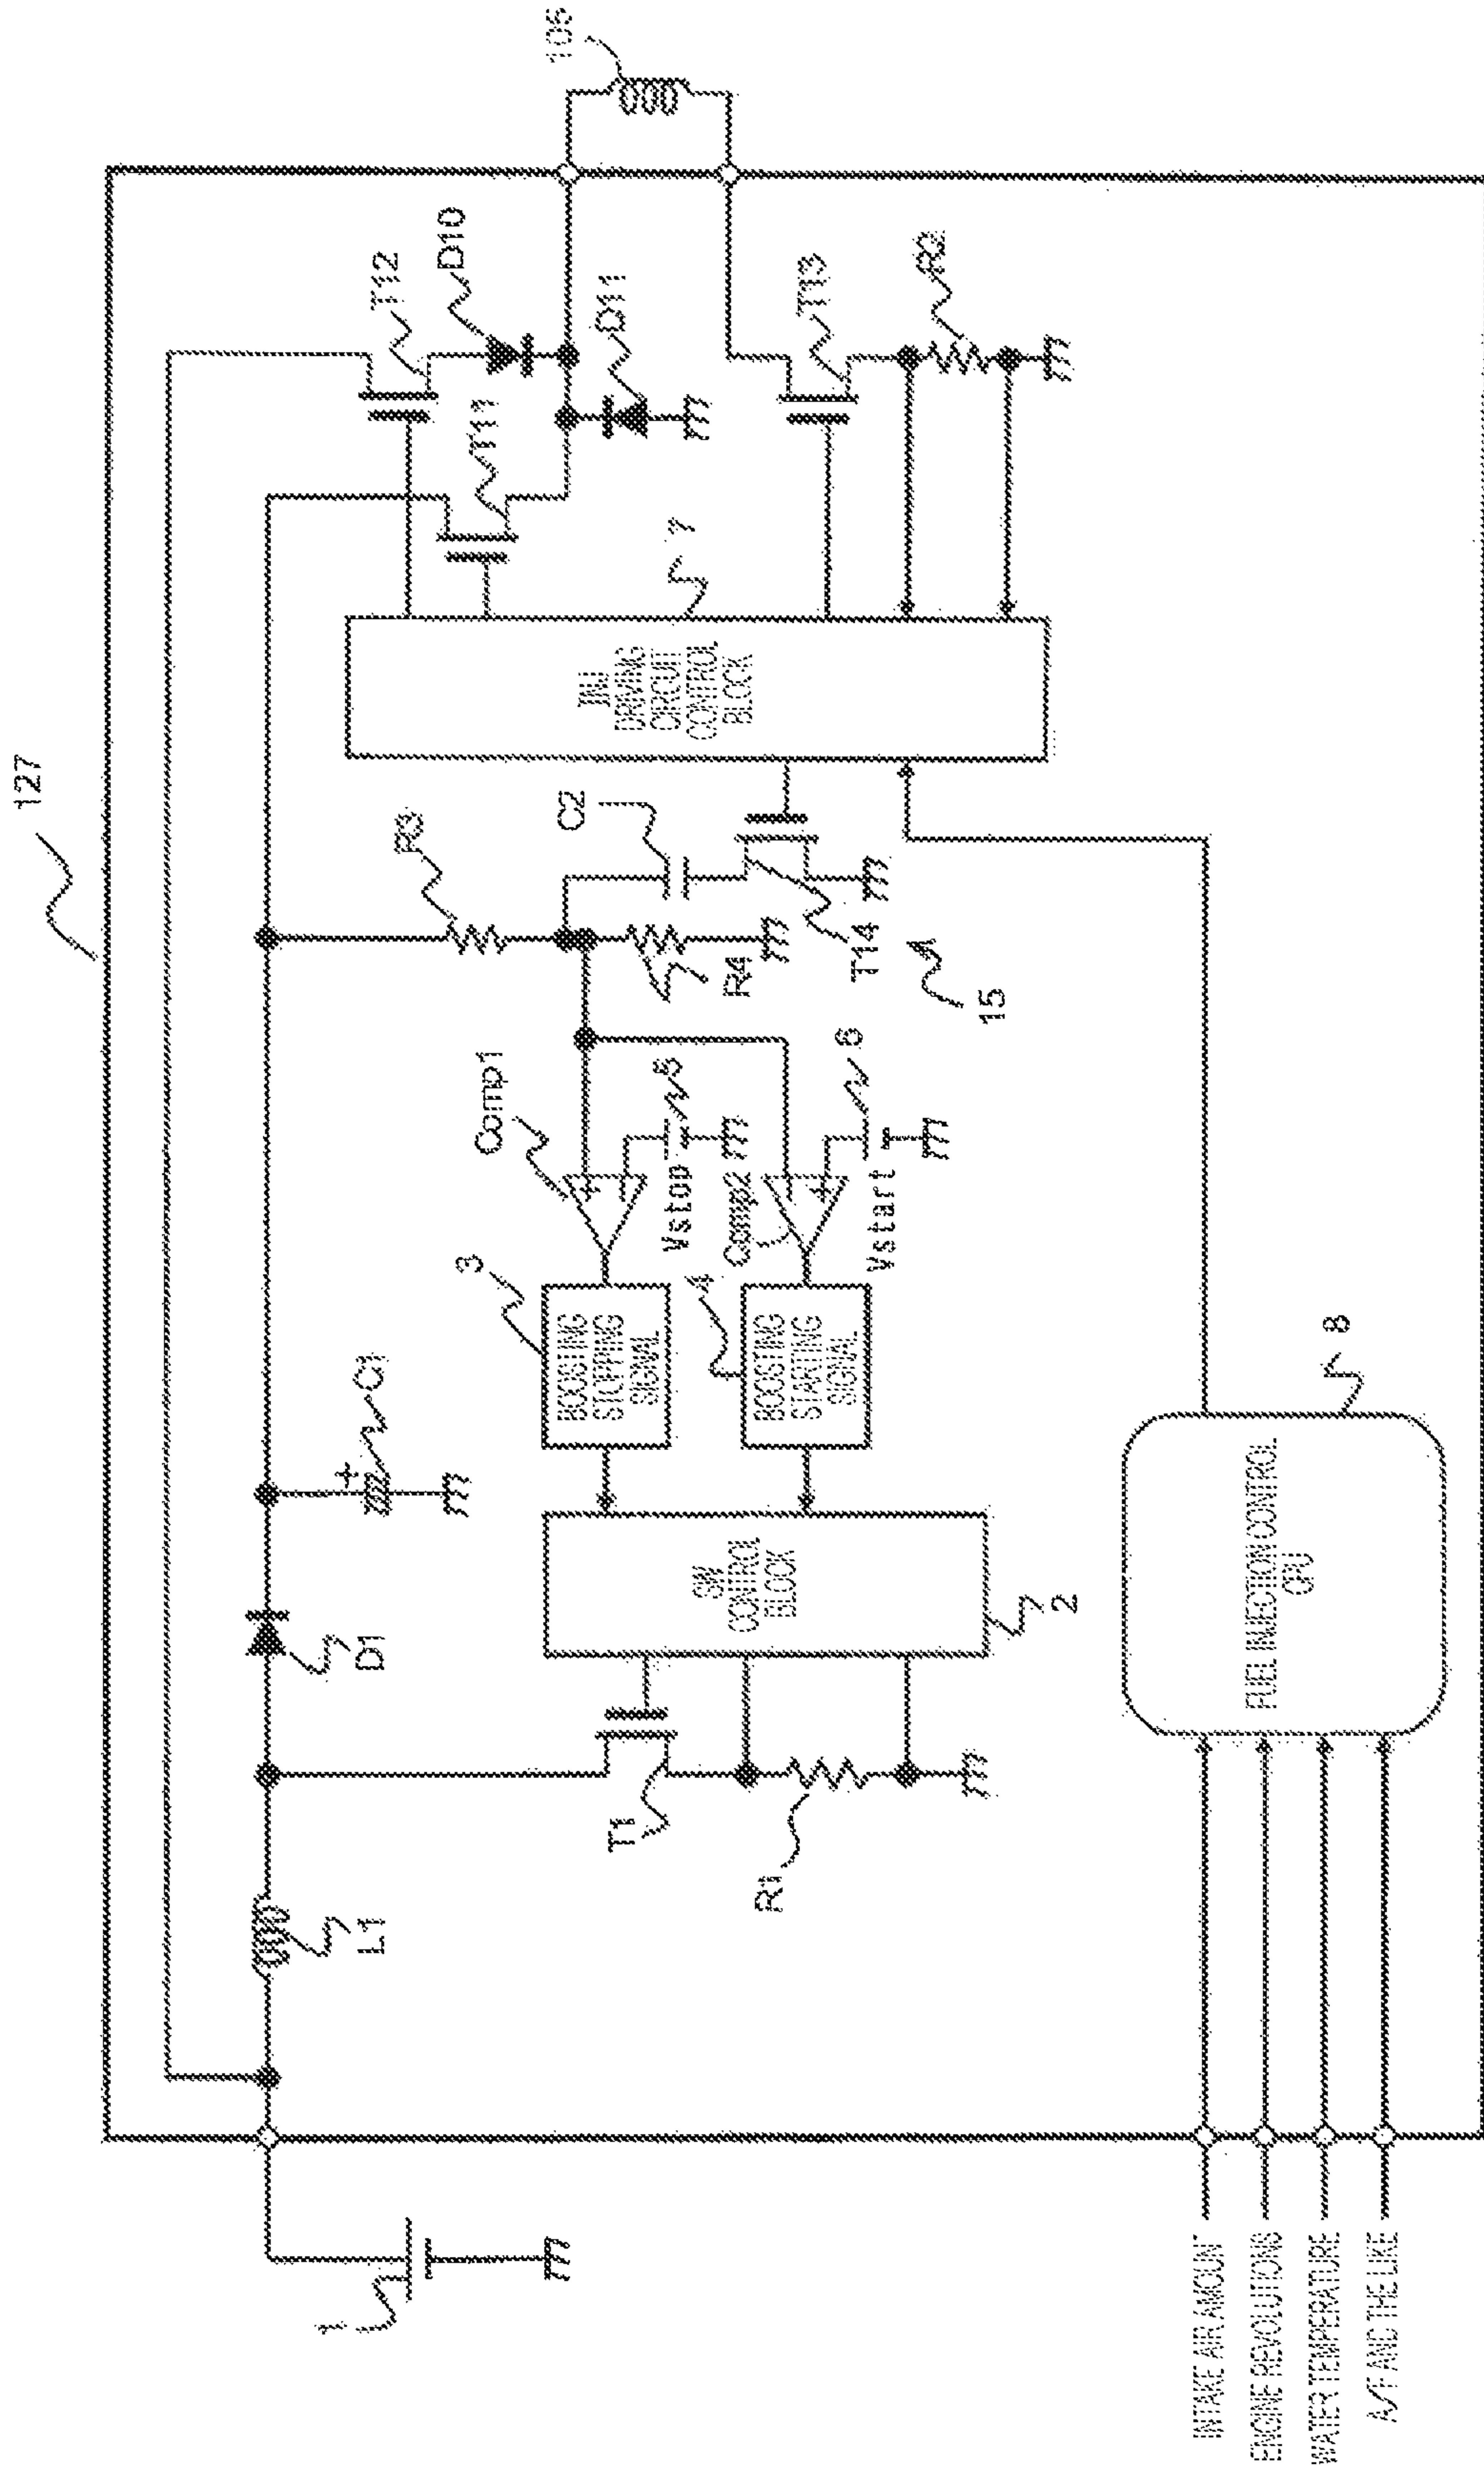 127
T12
D10
105
T11
D11
R3
C2
7
INJ
DRIVING
CIRCUIT
CONTROL
BLOCK
T13
R2
C1
D1
L1
1
3
Comp1
BOOSTING
STOPPING
SIGNAL
5
Vstop
R4
T14
15
4
Comp2
BOOSTING
STARTING
SIGNAL
6
Vstart
SW
CONTROL
BLOCK
2
T1
R1
FUEL INJECTION CONTROL
CPU
8
INTAKE AIR AMOUNT
ENGINE REVOLUTIONS
WATER TEMPERATURE
A/F AND THE LIKE